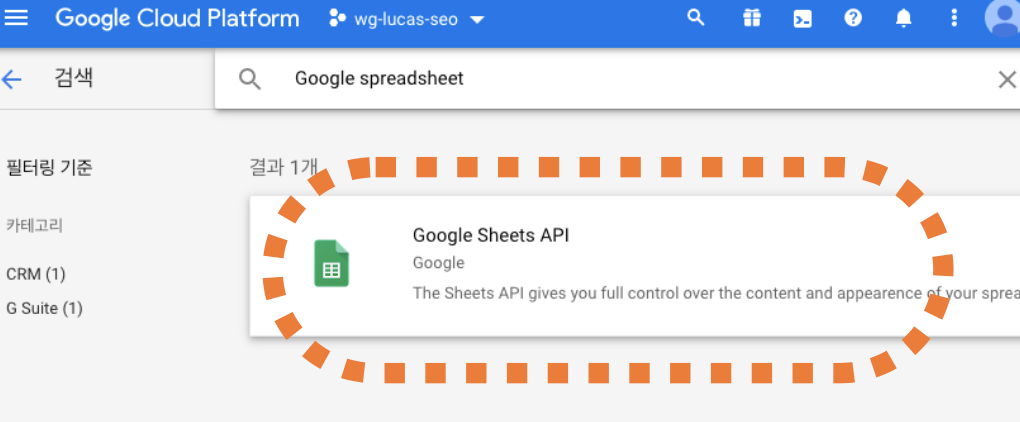 Google Cloud Platform
wg-lucas-seo
검색
Google spreadsheet
필터링 기준
결과 1개
카테고리
CRM (1)
G Suite (1)
Google Sheets API
Google
The Sheets API gives you full control over the content and appearence of your sprea